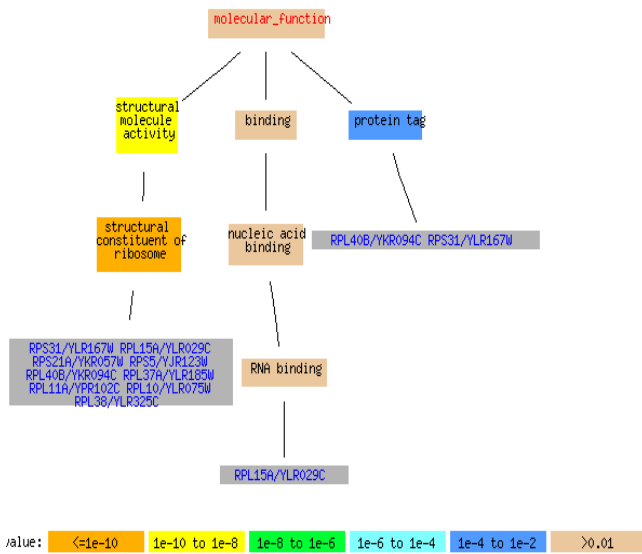 molecular_function
structural
molecule
activity
binding
protein tag
structural
constituent of
ribosome
nucleic acid
binding
RPL40B/YKR094C RPS31/YLR167W
RPS31/YLR167W RPL15A/YLR029C
RPS21A/YKR057W RPS5/YJR123W
RPL40B/YKR094C RPL37A/YLR185W
RPL11A/YPR102C RPL10/YLR075W
RPL38/YLR325C
RNA binding
RPL15A/YLR029C
value: <=1e-10 1e-10 to 1e-8 1e-8 to 1e-6 1e-6 to 1e-4 1e-4 to 1e-2 >0.01